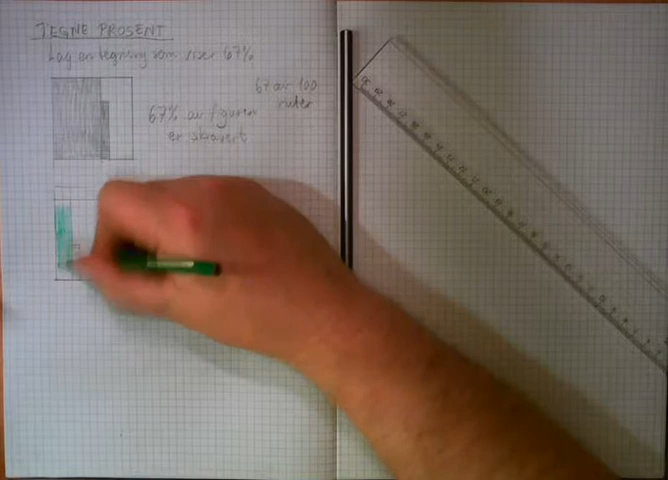 TEGNE PROSENT
Lag en tegning som viser 67%
67 av 100
ruter
67% av figuren
er skravert